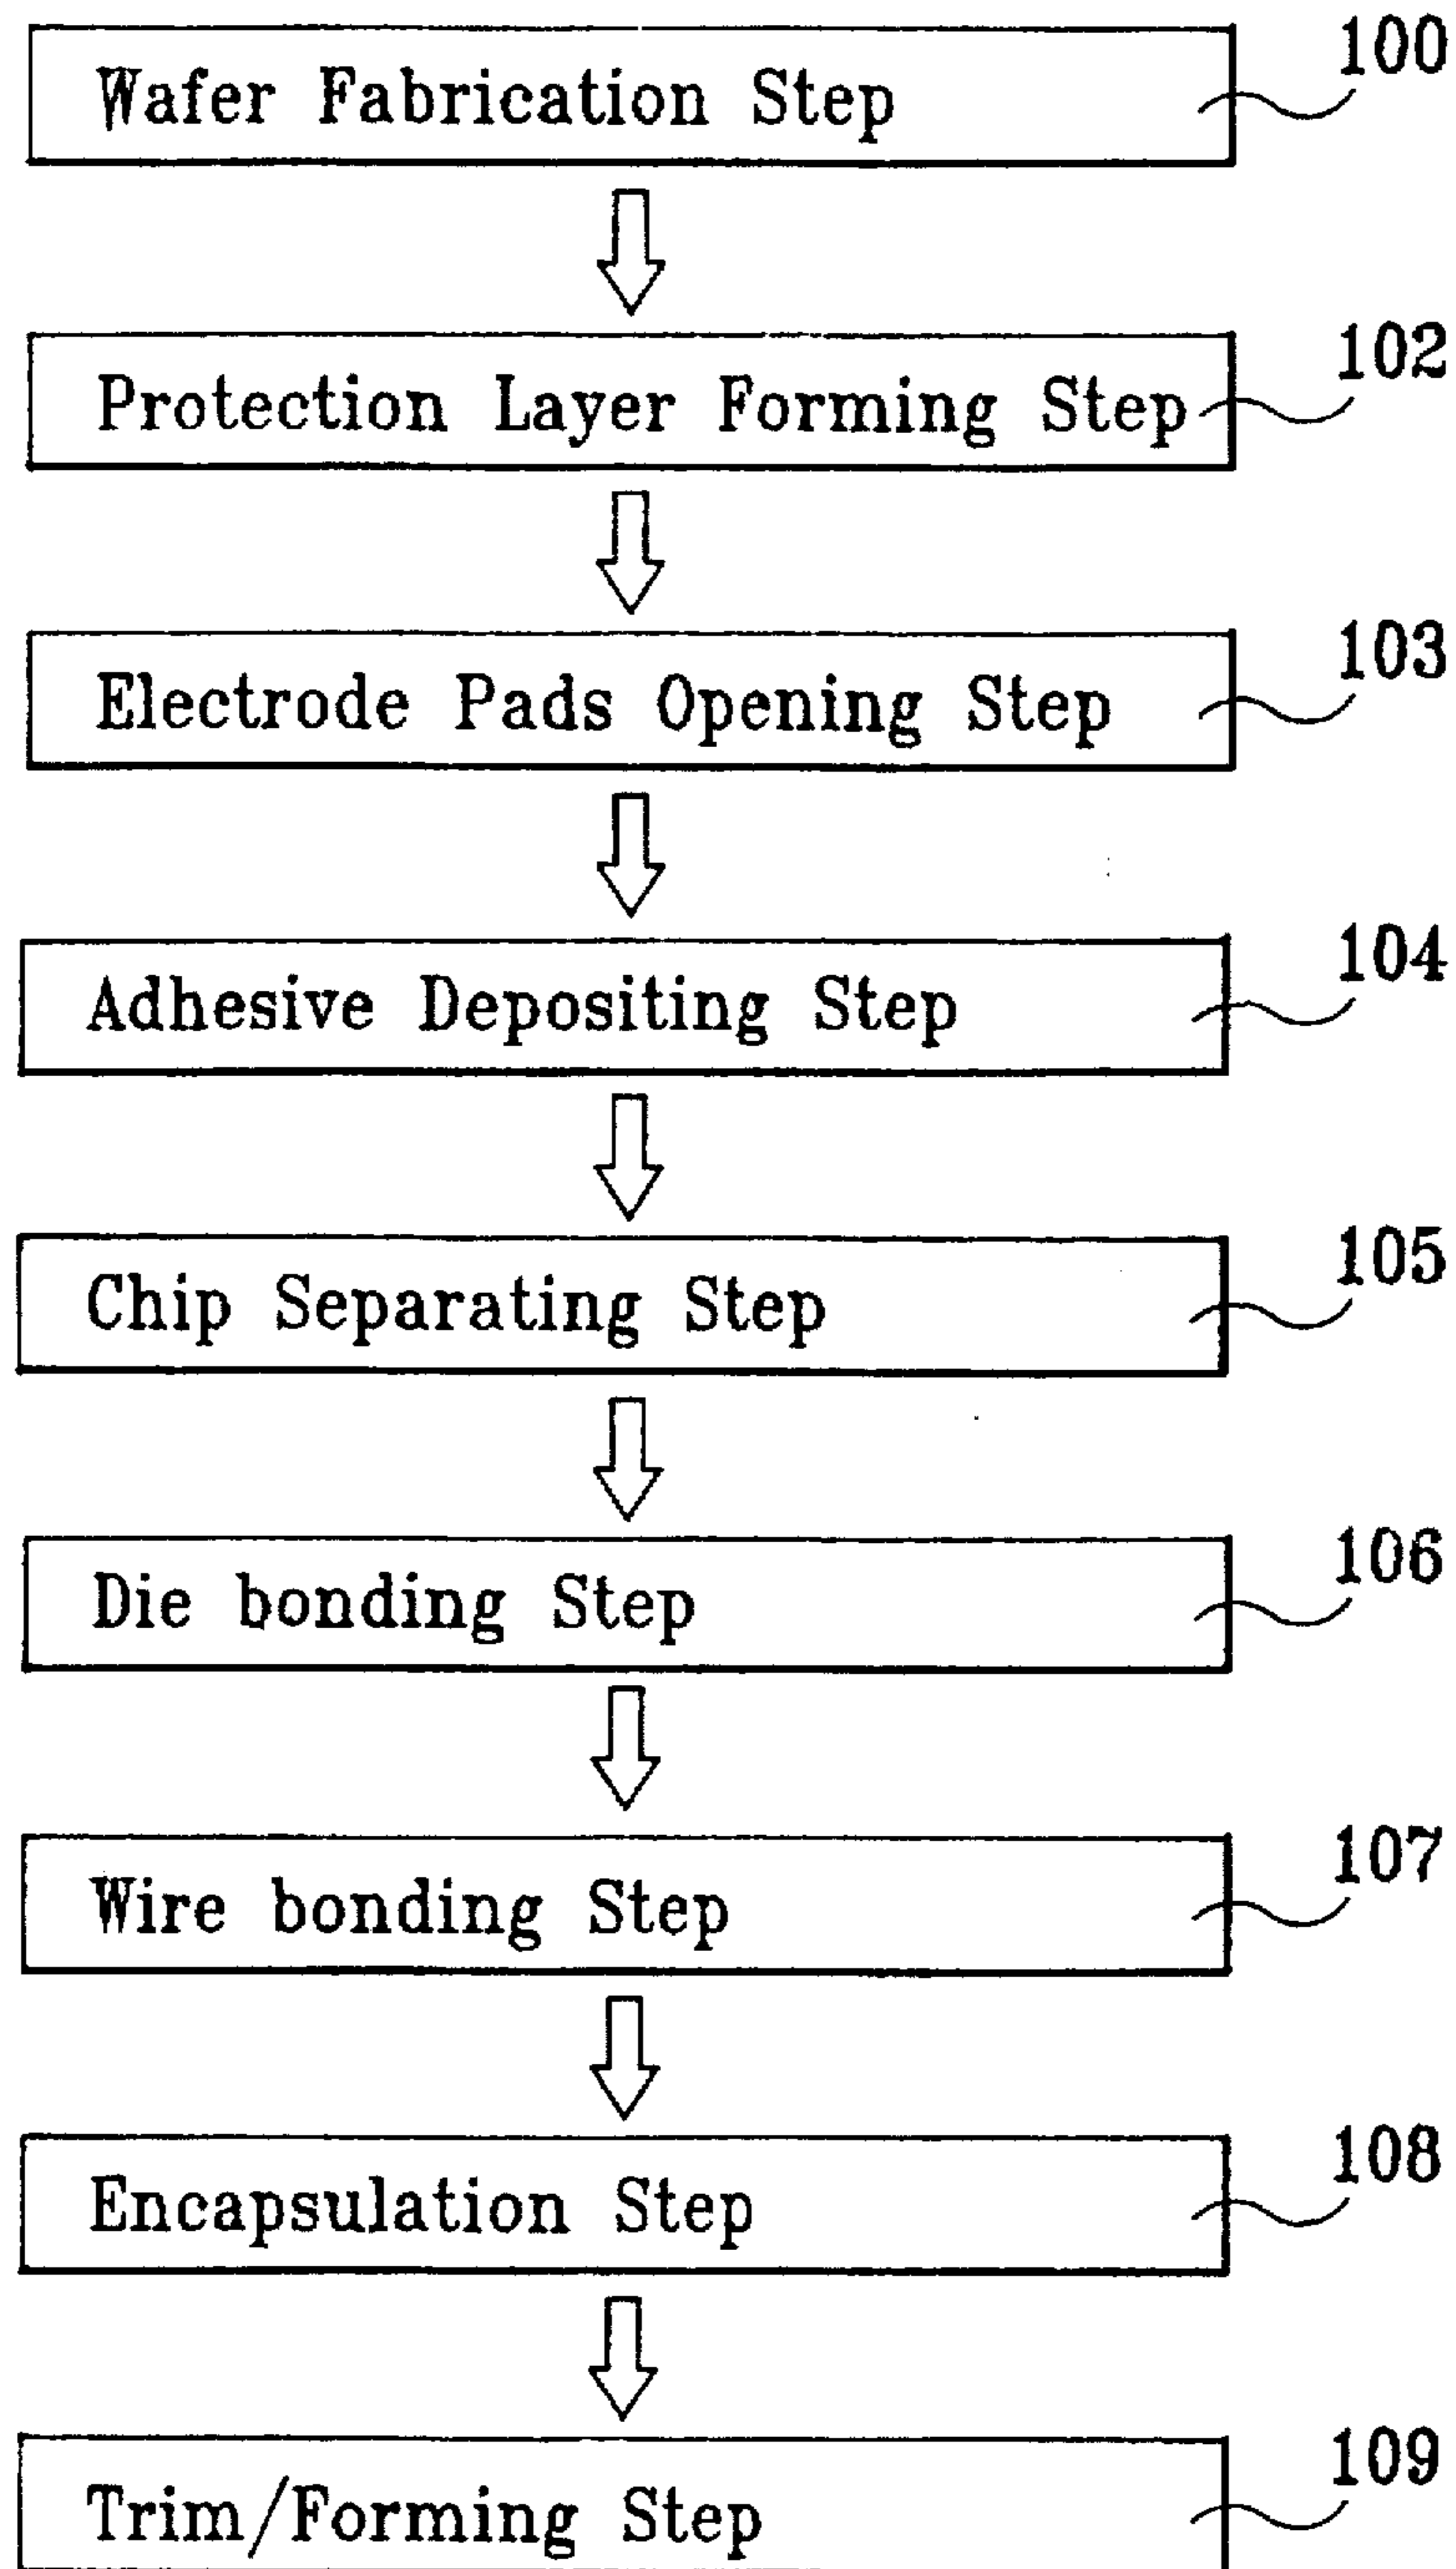 100
Wafer Fabrication Step
102
Protection Layer Forming Step
103
Electrode Pads Opening Step
104
Adhesive Depositing Step
105
Chip Separating Step
106
Die bonding Step
107
Wire bonding Step
108
Encapsulation Step
109
Trim/Forming Step